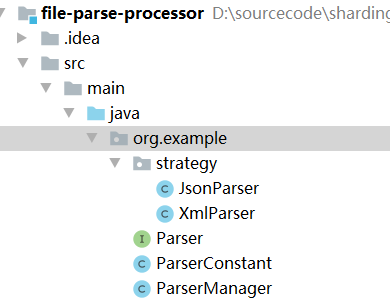 file-parse-processor D:\sourcecode\sharding
.idea
src
main
java
org.example
strategy
C JsonParser
C XmlParser
I Parser
C ParserConstant
C ParserManager